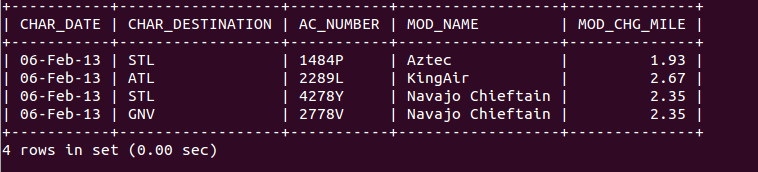 +-----------+------------------+-----------+------------------+--------------+
| CHAR_DATE | CHAR_DESTINATION | AC_NUMBER | MOD_NAME         | MOD_CHG_MILE |
+-----------+------------------+-----------+------------------+--------------+
| 06-Feb-13 | STL              | 1484P     | Aztec            |         1.93 |
| 06-Feb-13 | ATL              | 2289L     | KingAir          |         2.67 |
| 06-Feb-13 | STL              | 4278Y     | Navajo Chieftain |         2.35 |
| 06-Feb-13 | GNV              | 2778V     | Navajo Chieftain |         2.35 |
+-----------+------------------+-----------+------------------+--------------+
4 rows in set (0.00 sec)